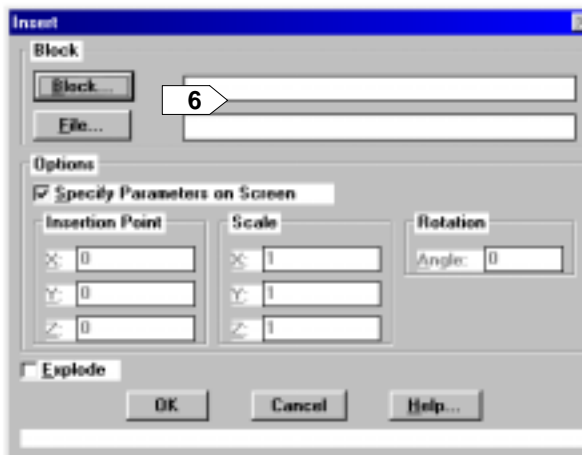 Insert
Block
Block...
6
File...
Options
Specify Parameters on Screen
Insertion Point Scale Rotation
X: 0 X: 1 Angle: 0
Y: 0 Y: 1
Z: 0 Z: 1
Explode
OK Cancel Help...